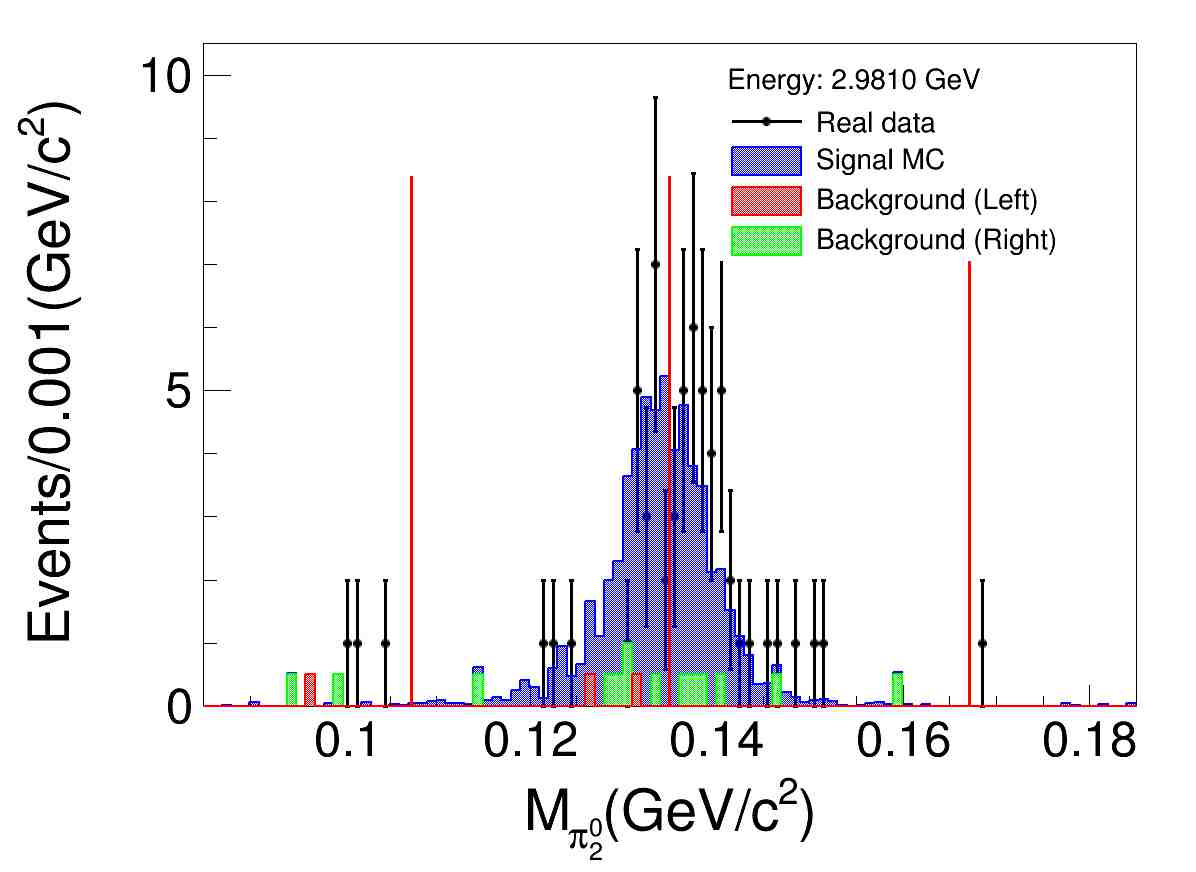 Energy: 2.9810 GeV
Real data
Signal MC
Background (Left)
Background (Right)
Events/0.001(GeV/c²)
10
5
0
0.1 0.12 0.14 0.16 0.18
M_{π⁰₂}(GeV/c²)